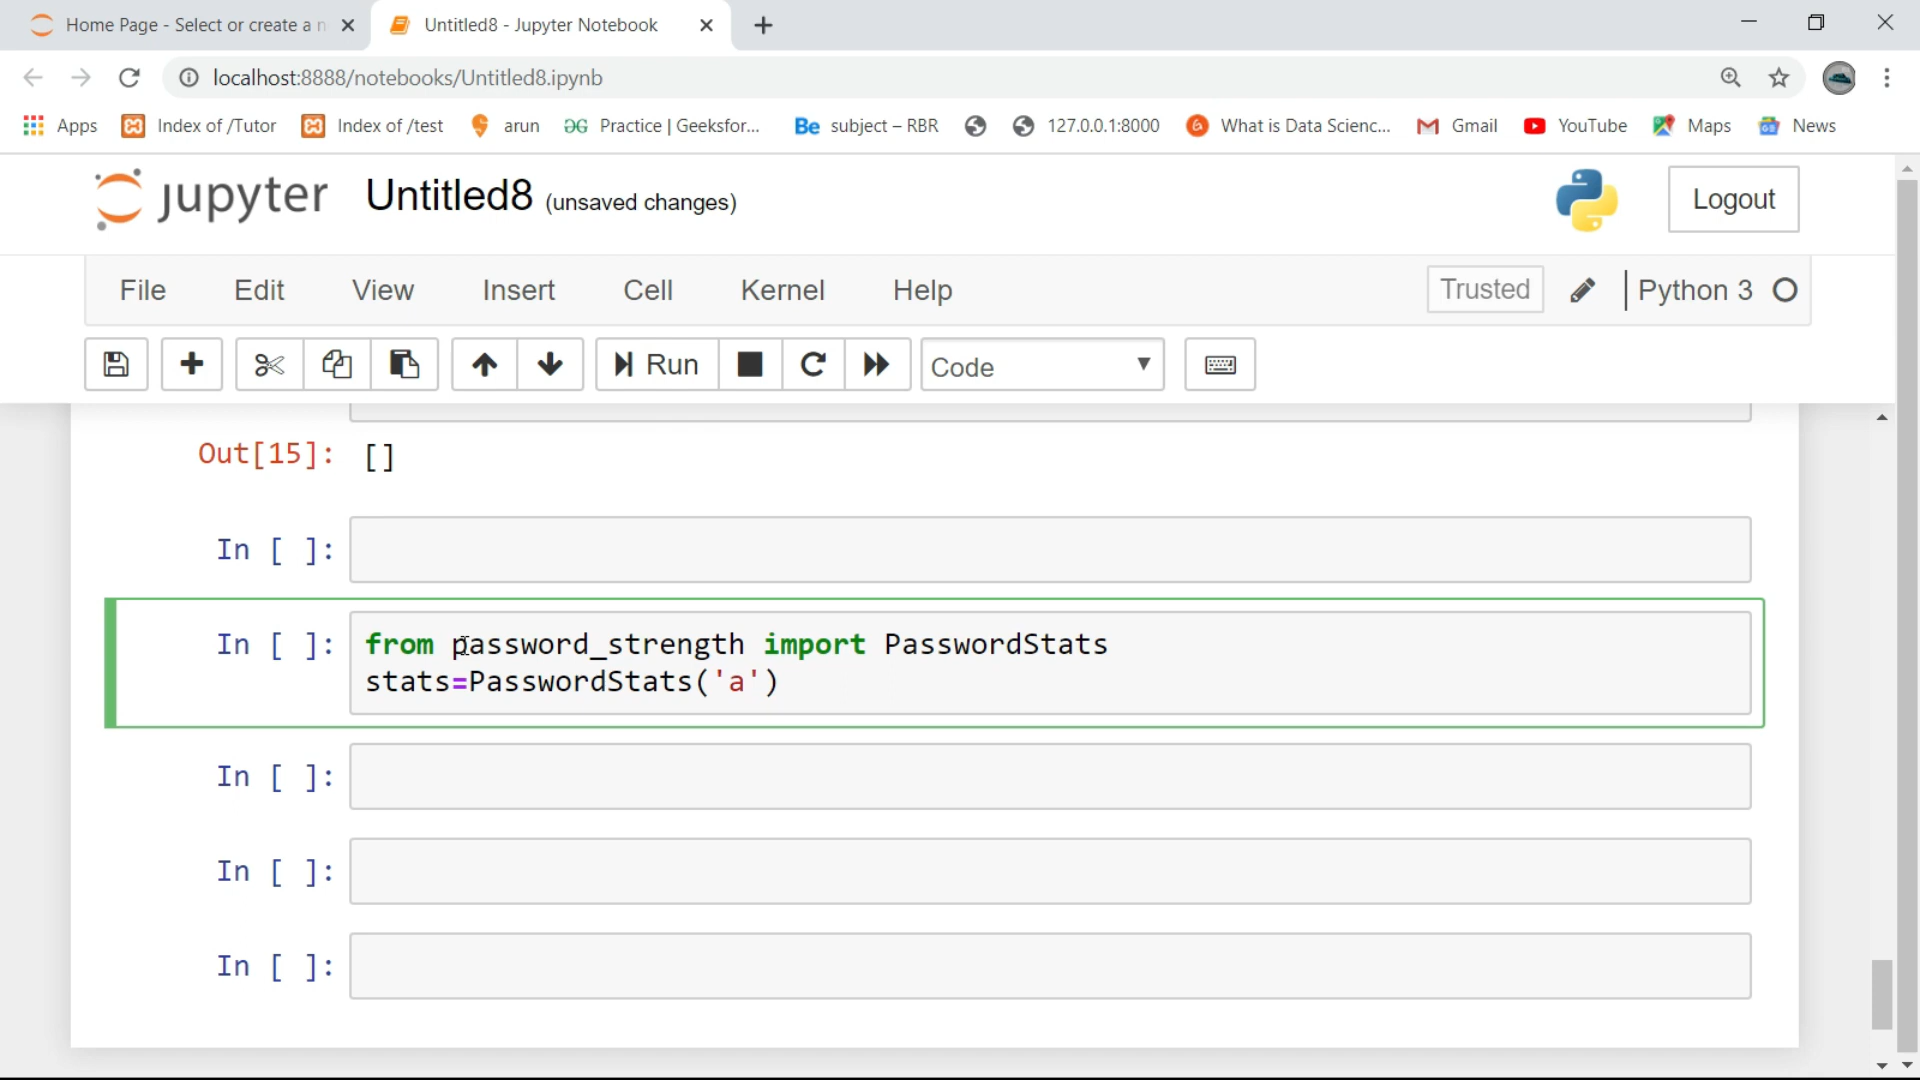 Home Page - Select or create a n
Untitled8 - Jupyter Notebook
localhost:8888/notebooks/Untitled8.ipynb
Apps
Index of /Tutor
Index of /test
arun
Practice | Geeksfor...
Be subject – RBR
127.0.0.1:8000
What is Data Scienc...
Gmail
YouTube
Maps
News
jupyter Untitled8 (unsaved changes)
Logout
File Edit View Insert Cell Kernel Help
Trusted
Python 3
Run
Code
Out[15]: []
In [ ]:
In [ ]: from password_strength import PasswordStats
stats=PasswordStats('a')
In [ ]:
In [ ]:
In [ ]: